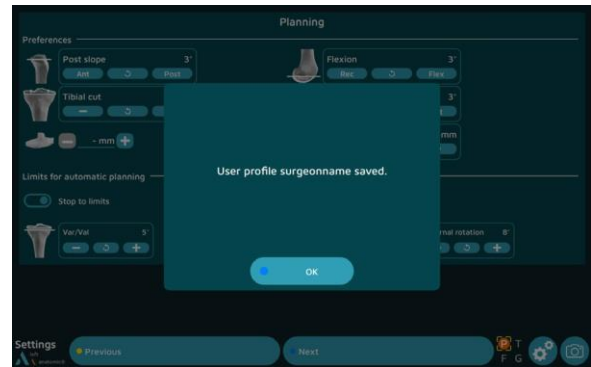 Planning
Preferences
Post slope 3°
Ant Post
Flexion 3°
Rec Flex
Tibial cut
3°
- mm
mm
User profile surgeonname saved.
Limits for automatic planning
Stop to limits
Var/Val 5°
rnal rotation 8°
OK
Settings
left
Previous
Next
P T
F G